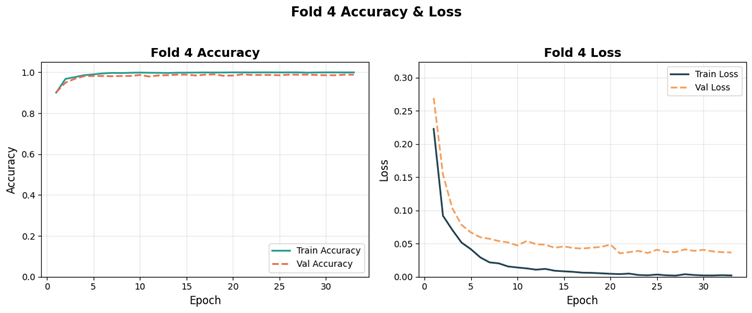 Fold 4 Accuracy & Loss
Fold 4 Accuracy
1.0
0.8
0.6
0.4
0.2
0.0
Accuracy
0 5 10 15 20 25 30
Epoch
Train Accuracy
Val Accuracy
Fold 4 Loss
0.30
0.25
0.20
0.15
0.10
0.05
0.00
Loss
0 5 10 15 20 25 30
Epoch
Train Loss
Val Loss